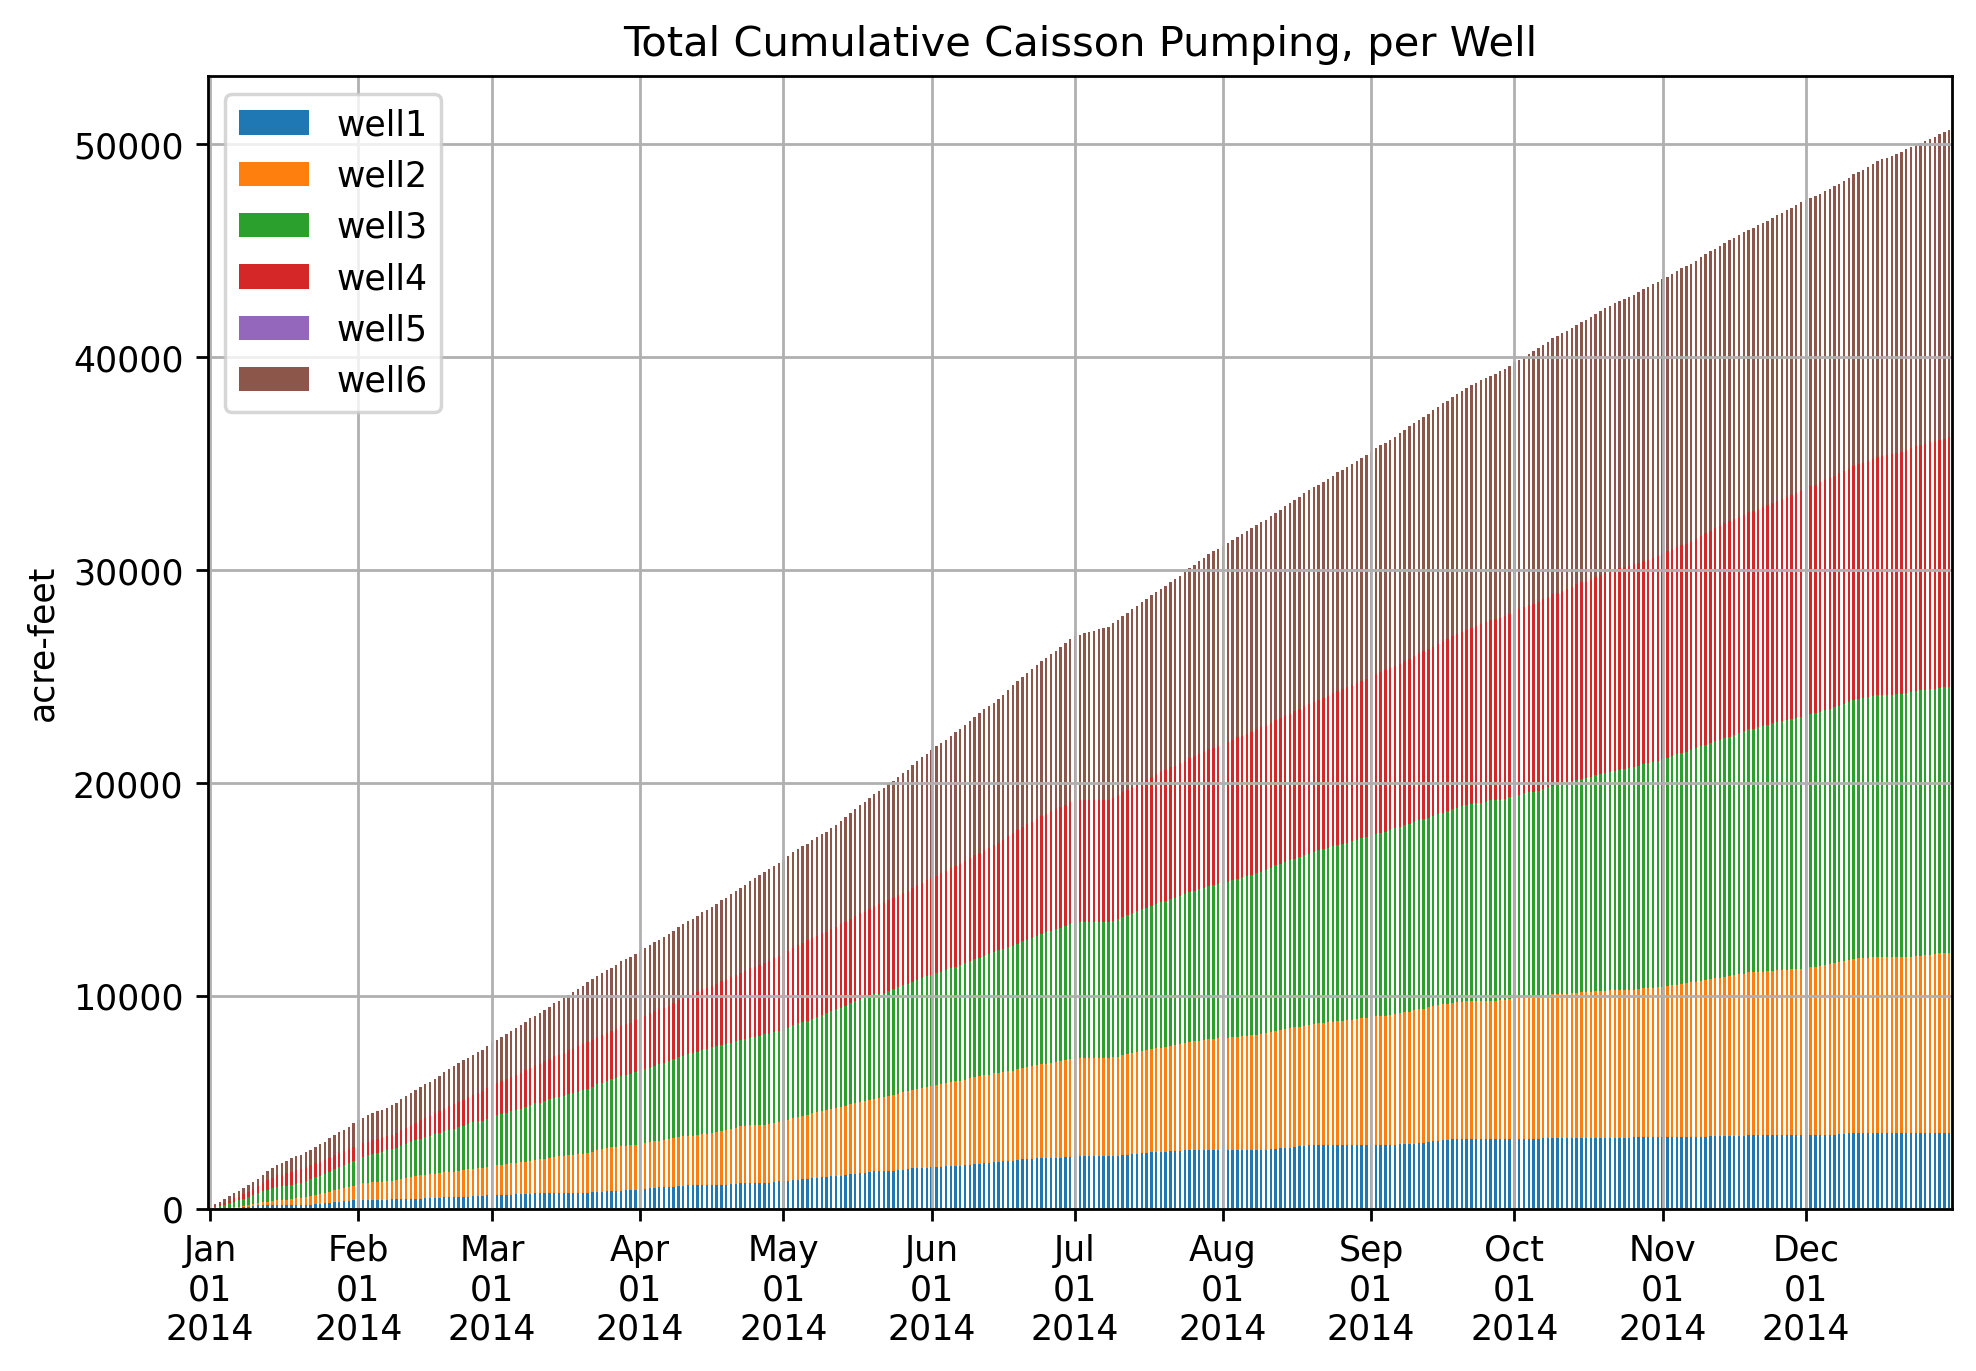 Total Cumulative Caisson Pumping, per Well
well1
well2
well3
well4
well5
well6
acre-feet
50000
40000
30000
20000
10000
0
Jan
01
2014
Feb
01
2014
Mar
01
2014
Apr
01
2014
May
01
2014
Jun
01
2014
Jul
01
2014
Aug
01
2014
Sep
01
2014
Oct
01
2014
Nov
01
2014
Dec
01
2014